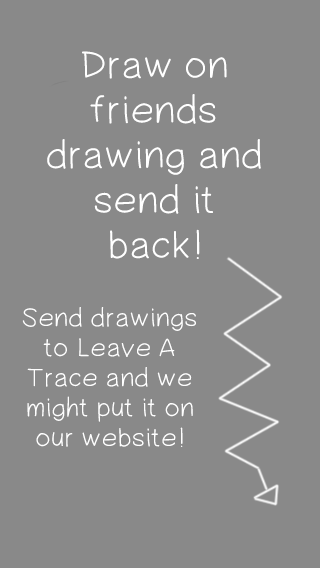 Draw on
friends
drawing and
send it
back!
Send drawings
to Leave A
Trace and we
might put it on
our website!